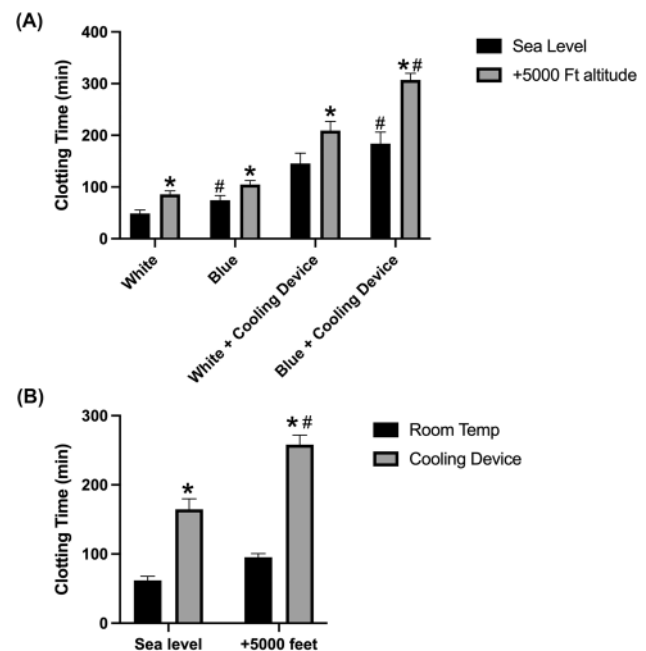 (A)
Clotting Time (min)
400
300
200
100
0
*
#
*
*
#
* #
White
Blue
White + Cooling Device
Blue + Cooling Device
Sea Level
+5000 Ft altitude
(B)
Clotting Time (min)
300
200
100
0
*
* #
Sea level
+5000 feet
Room Temp
Cooling Device